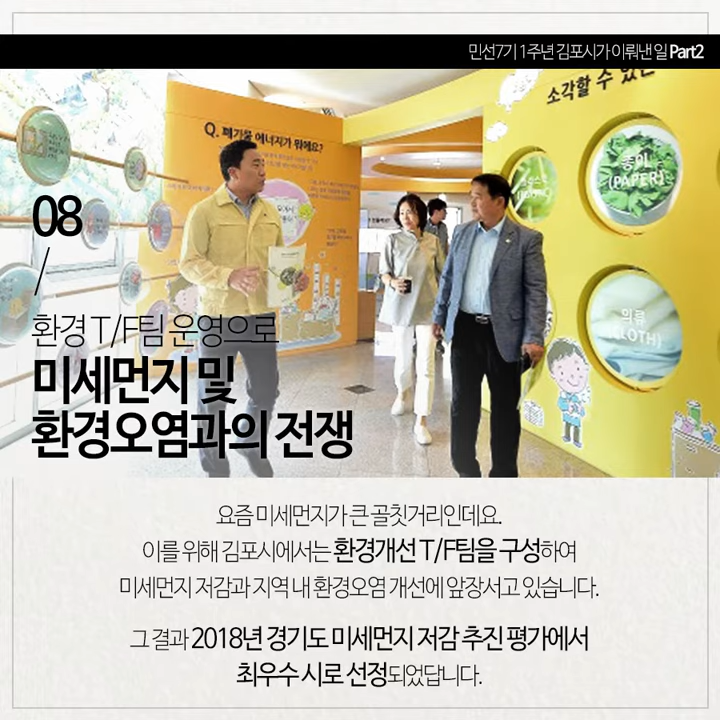 민선7기 1주년 김포시가 이뤄낸 일 Part2
소각할 수 있는
Q. 폐기물 에너지가 뭐예요?
종이
(PAPER)
의류
(CLOTH)
08
환경 T/F팀 운영으로
미세먼지 및
환경오염과의 전쟁
요즘 미세먼지가 큰 골칫거리인데요.
이를 위해 김포시에서는 환경개선 T/F팀을 구성하여
미세먼지 저감과 지역 내 환경오염 개선에 앞장서고 있습니다.
그 결과 2018년 경기도 미세먼지 저감 추진 평가에서
최우수 시로 선정되었답니다.